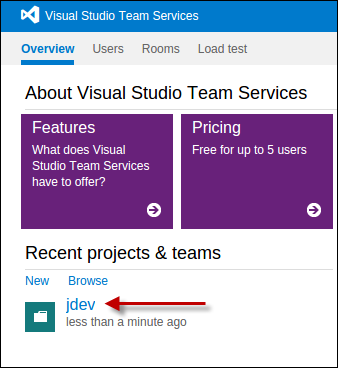 Visual Studio Team Services
Overview Users Rooms Load test
About Visual Studio Team Services
Features
What does Visual
Studio Team Services
have to offer?
Pricing
Free for up to 5 users
Recent projects & teams
New Browse
jdev
less than a minute ago